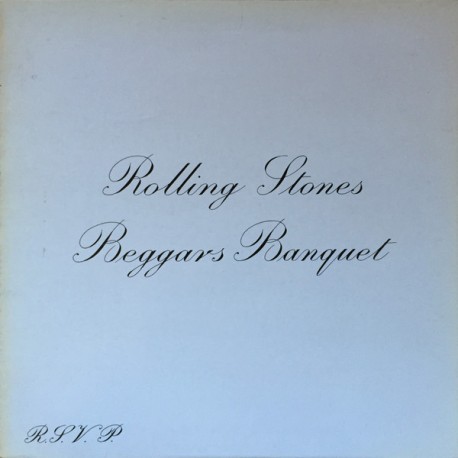 Rolling Stones
Beggars Banquet
R.S.V.P.